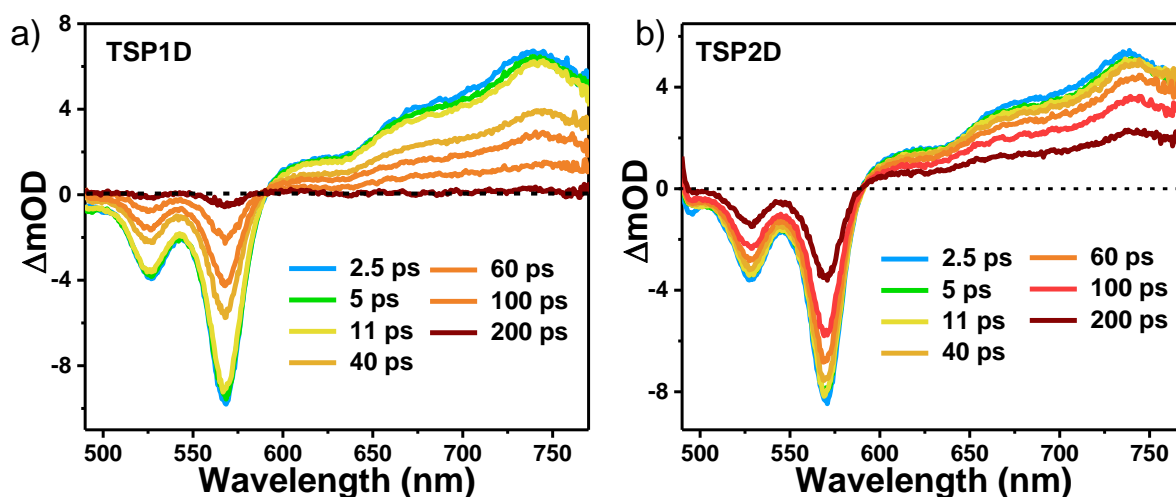 a)
TSP1D
ΔmOD
8
4
0
-4
-8
2.5 ps
5 ps
11 ps
40 ps
60 ps
100 ps
200 ps
500 550 600 650 700 750
Wavelength (nm)
b)
TSP2D
ΔmOD
4
0
-4
-8
2.5 ps
5 ps
11 ps
40 ps
60 ps
100 ps
200 ps
500 550 600 650 700 750
Wavelength (nm)